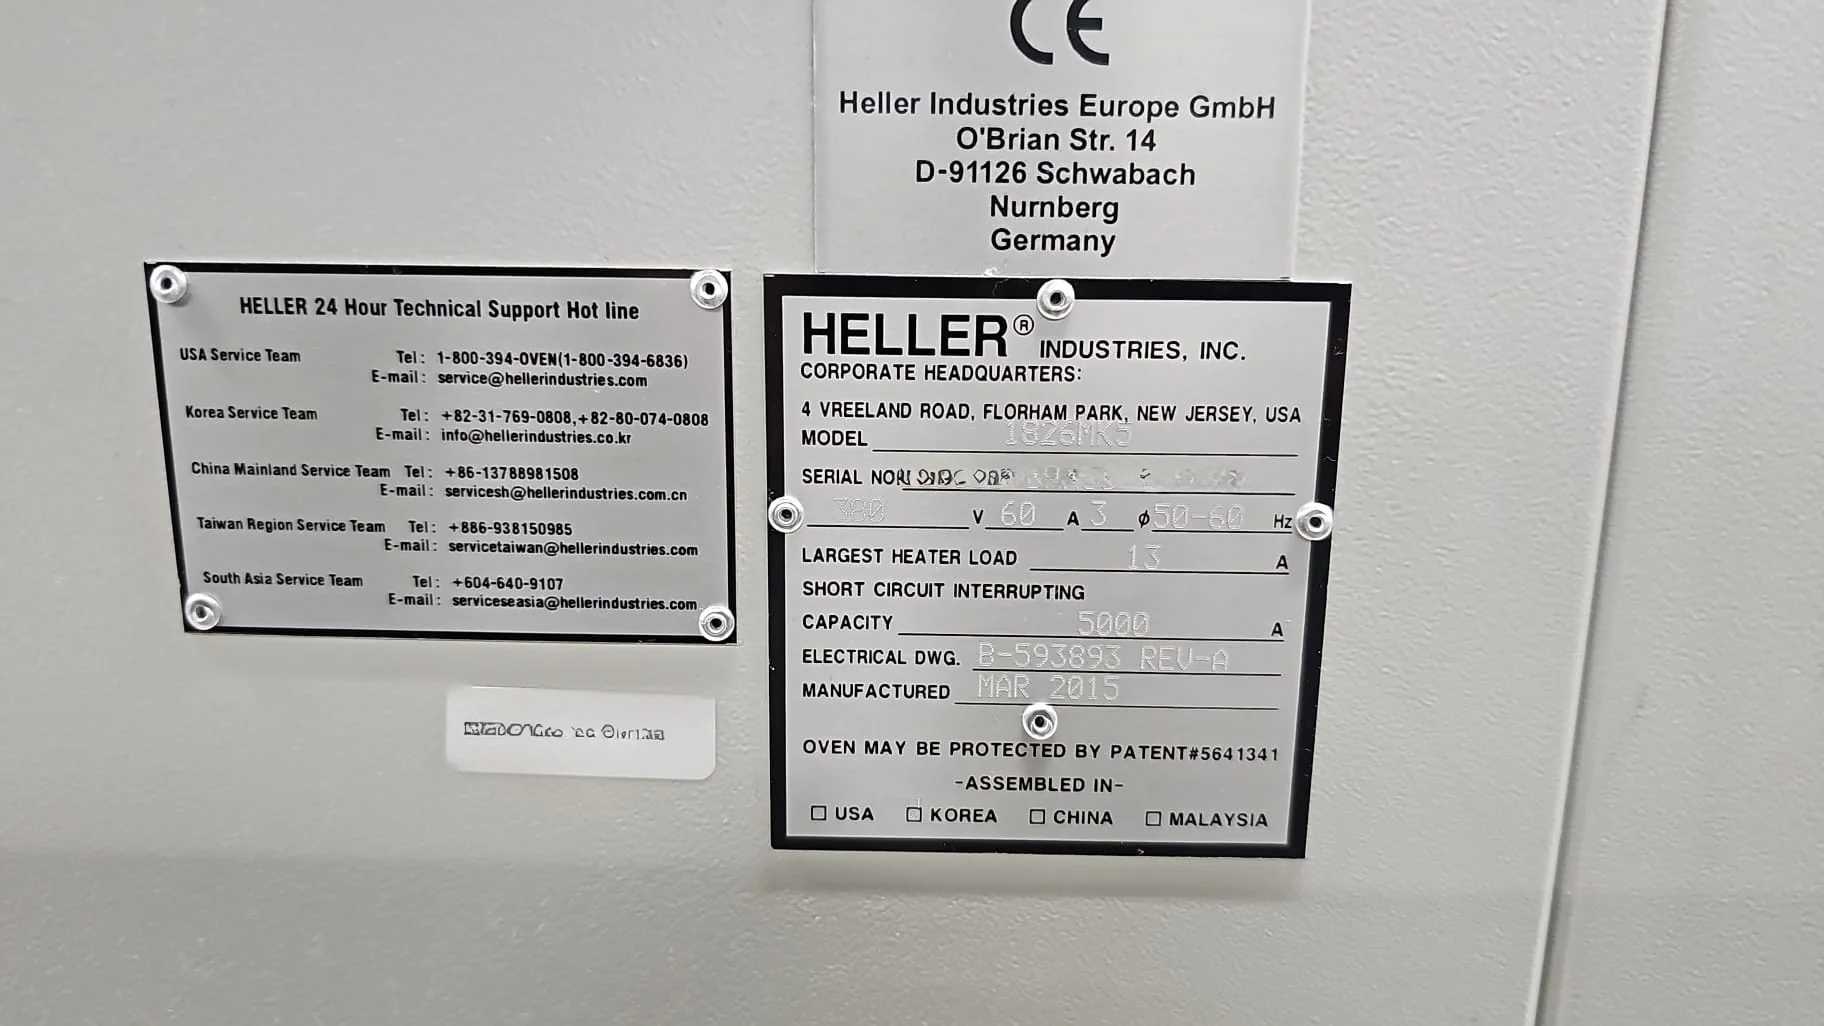 CE
Heller Industries Europe GmbH
O'Brian Str. 14
D-91126 Schwabach
Nurnberg
Germany
HELLER 24 Hour Technical Support Hot line
USA Service Team Tel: 1-800-394-OVEN(1-800-394-6836)
E-mail: service@hellerindustries.com
Korea Service Team Tel: +82-31-769-0808,+82-80-074-0808
E-mail: info@hellerindustries.co.kr
China Mainland Service Team Tel: +86-13788981508
E-mail: servicesh@hellerindustries.com.cn
Taiwan Region Service Team Tel: +886-938150985
E-mail: servicetaiwan@hellerindustries.com
South Asia Service Team Tel: +604-640-9107
E-mail: serviceseasia@hellerindustries.com
HELLER® INDUSTRIES, INC.
CORPORATE HEADQUARTERS:
4 VREELAND ROAD, FLORHAM PARK, NEW JERSEY, USA
MODEL 1826MK5
SERIAL NO
380 V 60 A 3 ϕ 50-60 Hz
LARGEST HEATER LOAD 13 A
SHORT CIRCUIT INTERRUPTING
CAPACITY 5000 A
ELECTRICAL DWG. B-593893 REV-A
MANUFACTURED MAR 2015
OVEN MAY BE PROTECTED BY PATENT#5641341
-ASSEMBLED IN-
☐ USA ☐ KOREA ☐ CHINA ☐ MALAYSIA